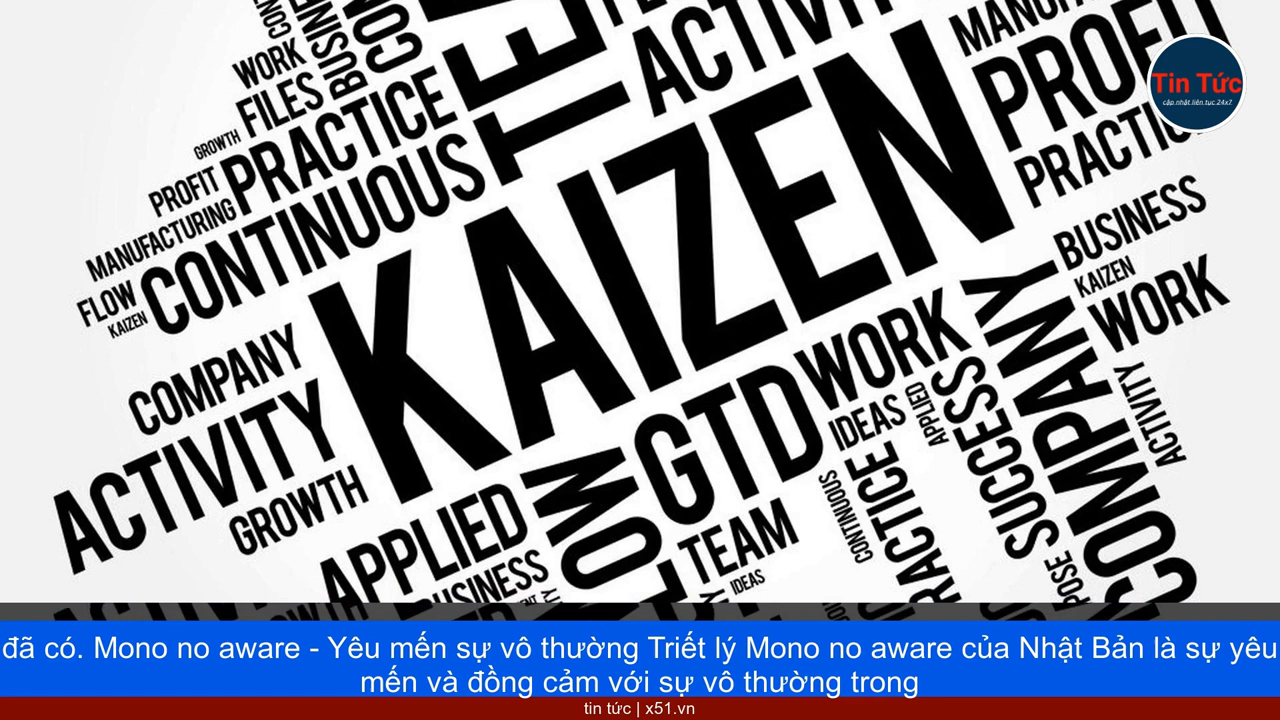 WORK
FILES
GROWTH
PRACTICE
PROFIT
MANUFACTURING
CONTINUOUS
FLOW
KAIZEN
ACTIVITY
KAIZEN
PROFIT
PRACTICE
Tin Tức
cập nhật liên tục 24x7
BUSINESS
KAIZEN
WORK
COMPANY
ACTIVITY
GROWTH
APPLIED
BUSINESS
FLOW
GTD
WORK
IDEAS
APPLIED
SUCCESS
COMPANY
ACTIVITY
COMPANY
TEAM
IDEAS
CONTINUOUS
PRACTICE
đã có. Mono no aware - Yêu mến sự vô thường Triết lý Mono no aware của Nhật Bản là sự yêu
mến và đồng cảm với sự vô thường trong
tin tức | x51.vn